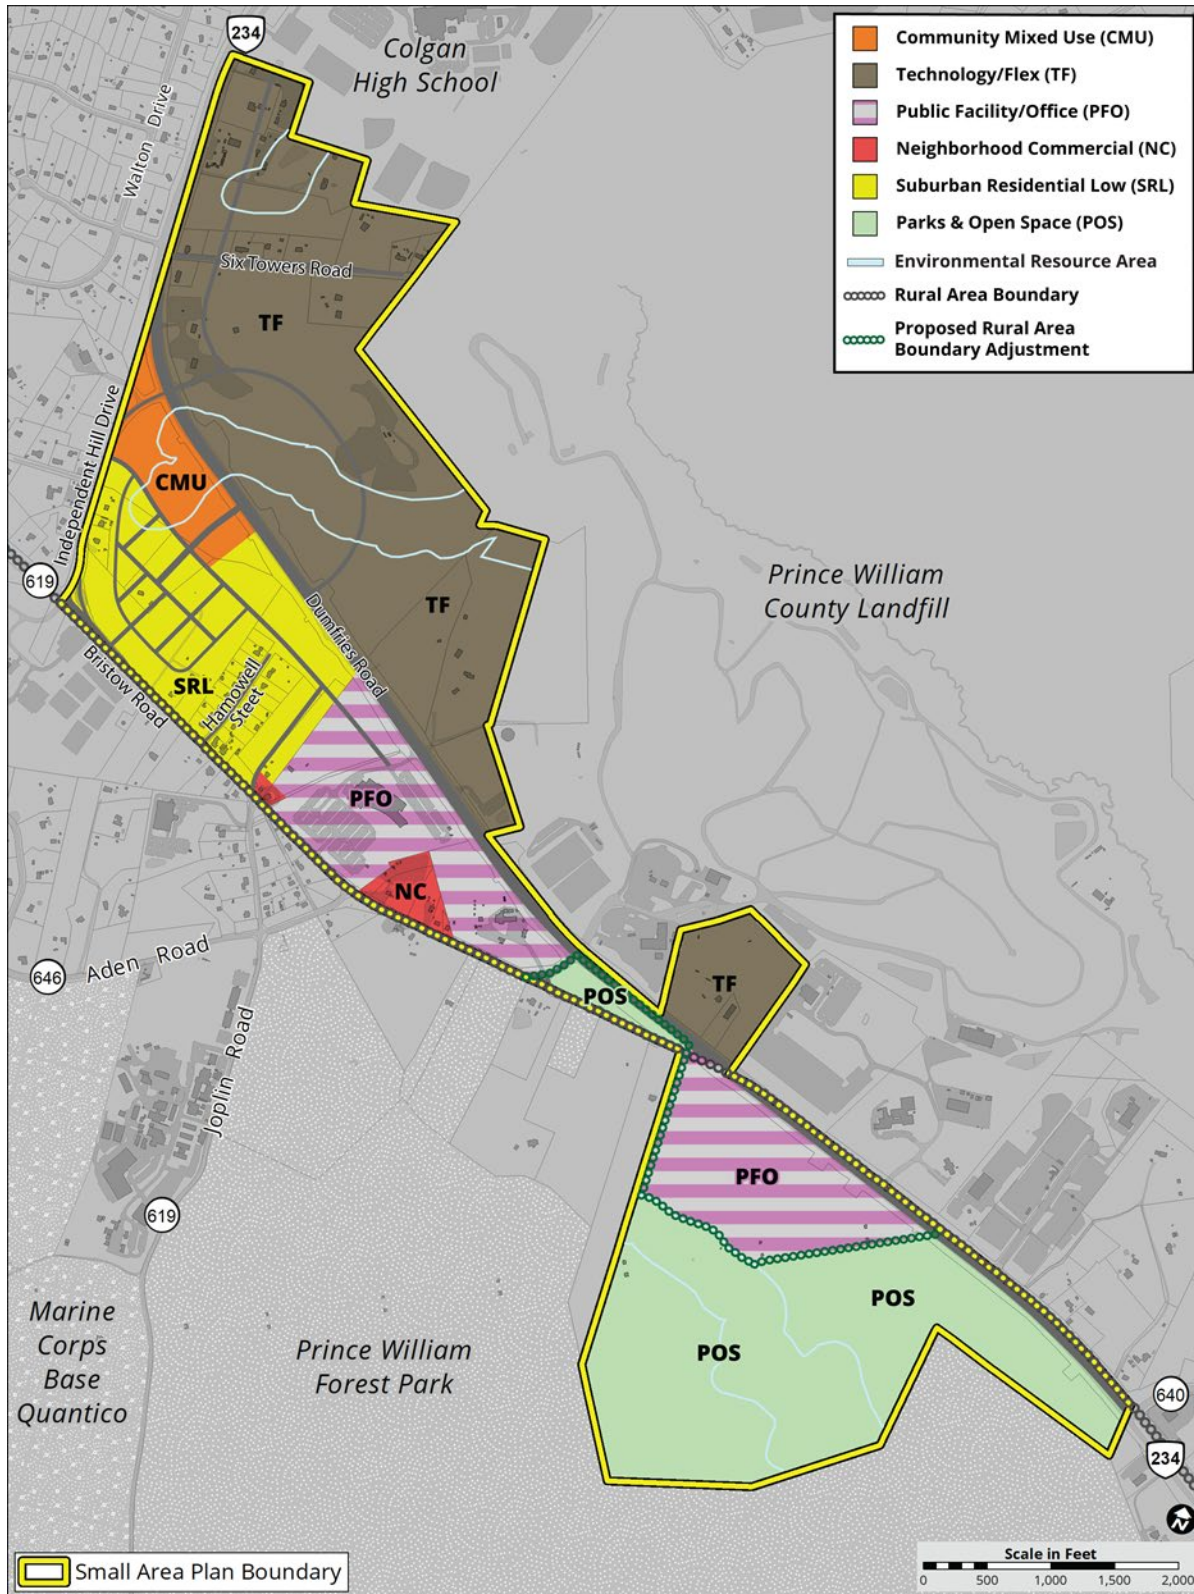 234
Colgan
High School
Walton Drive
Community Mixed Use (CMU)
Technology/Flex (TF)
Public Facility/Office (PFO)
Neighborhood Commercial (NC)
Suburban Residential Low (SRL)
Parks & Open Space (POS)
Environmental Resource Area
Rural Area Boundary
Proposed Rural Area
Boundary Adjustment
Six Towers Road
TF
Independent Hill Drive
CMU
619
Prince William
County Landfill
TF
Dumfries Road
Bristow Road
SRL
Hamowell
Steet
PFO
NC
Aden Road
646
POS
TF
Joplin Road
PFO
619
POS
POS
Marine
Corps
Base
Quantico
Prince William
Forest Park
640
234
N
Small Area Plan Boundary
Scale in Feet
0 500 1,000 1,500 2,000